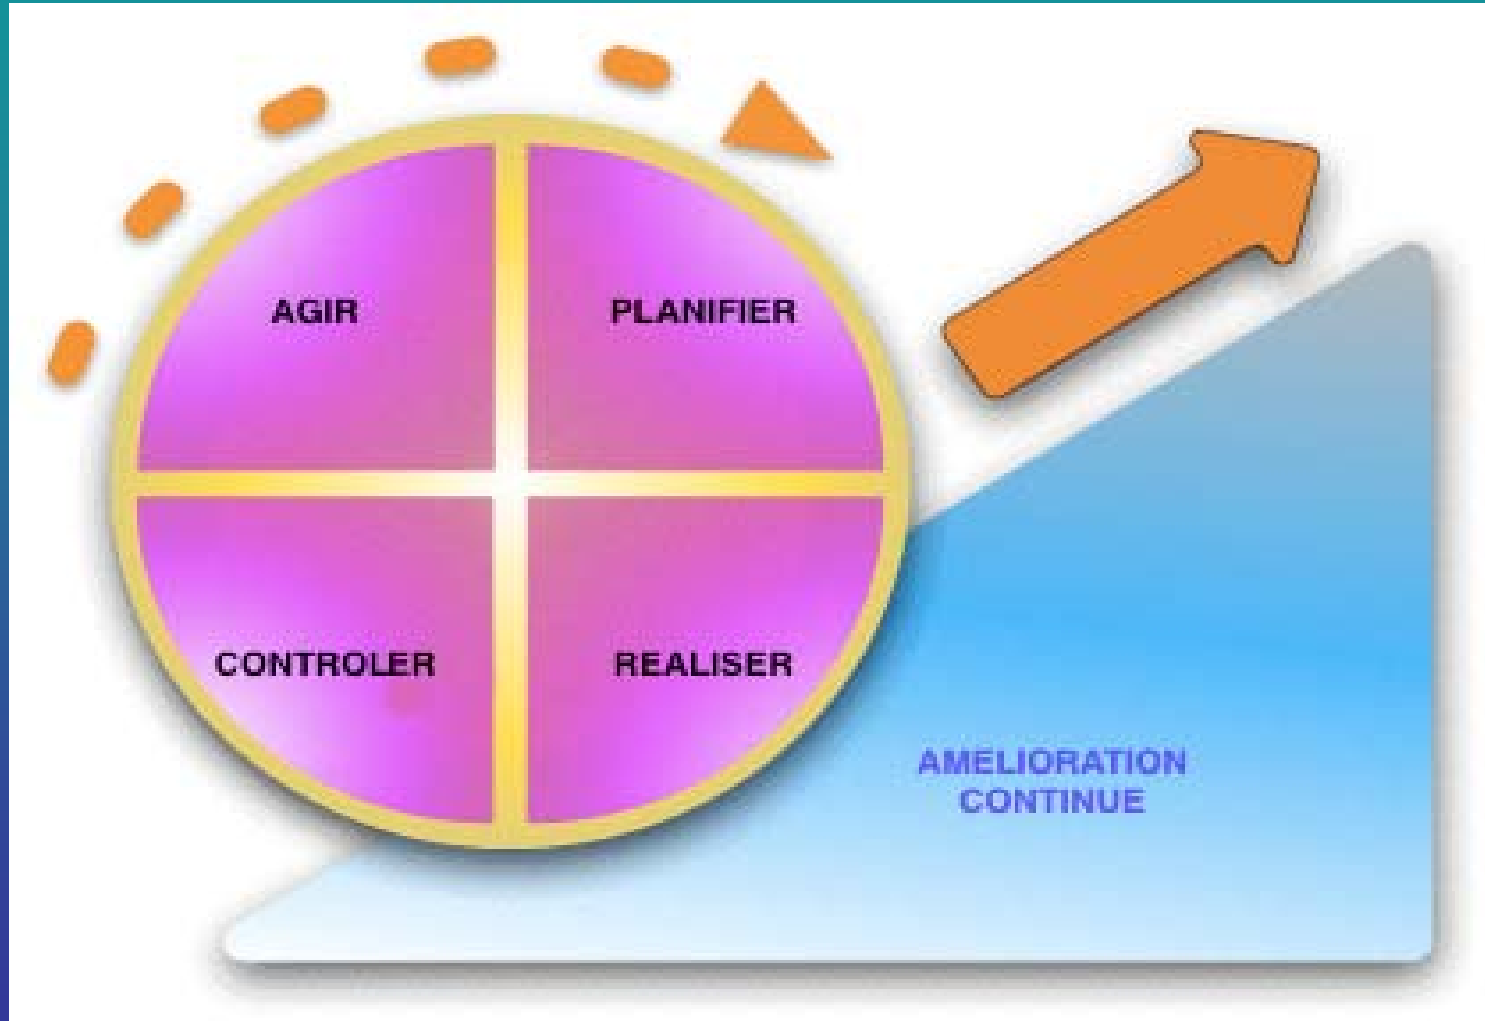 AGIR
PLANIFIER
CONTROLER
REALISER
AMELIORATION
CONTINUE